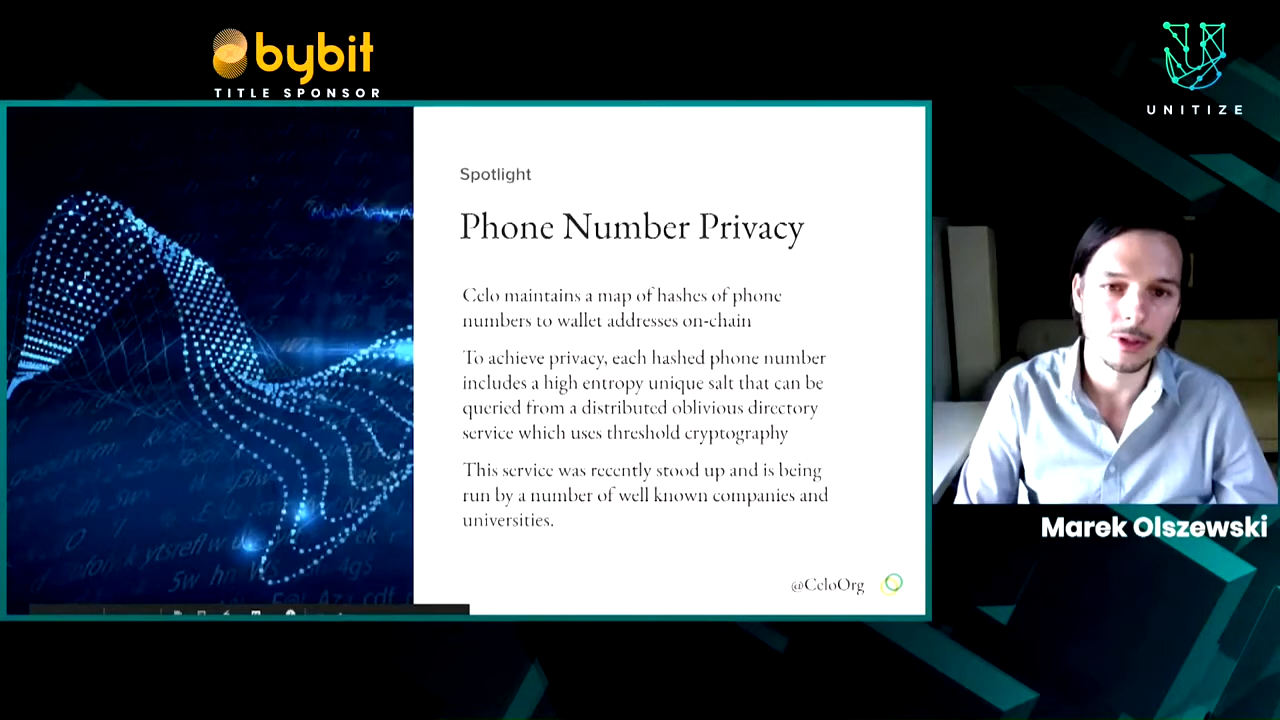 bybit
TITLE SPONSOR
UNITIZE
Spotlight
Phone Number Privacy
Celo maintains a map of hashes of phone
numbers to wallet addresses on-chain
To achieve privacy, each hashed phone number
includes a high entropy unique salt that can be
queried from a distributed oblivious directory
service which uses threshold cryptography
This service was recently stood up and is being
run by a number of well known companies and
universities.
@CeloOrg
Marek Olszewski